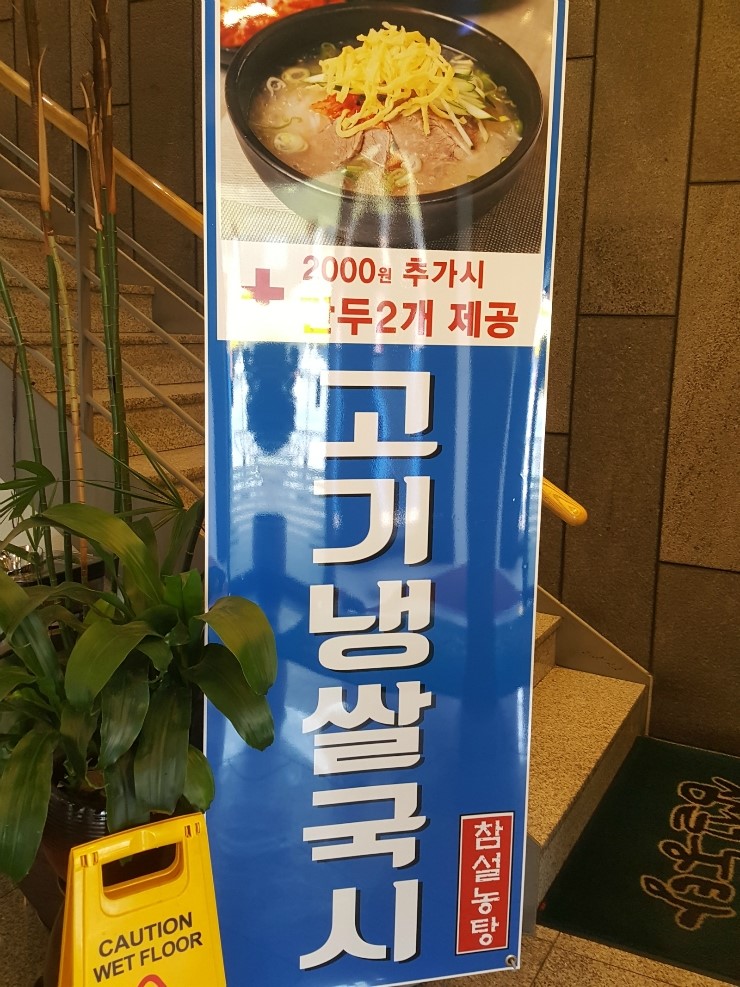 2000원 추가시
+ 만두2개 제공
고기냉쌀국시
참설농탕
CAUTION
WET FLOOR